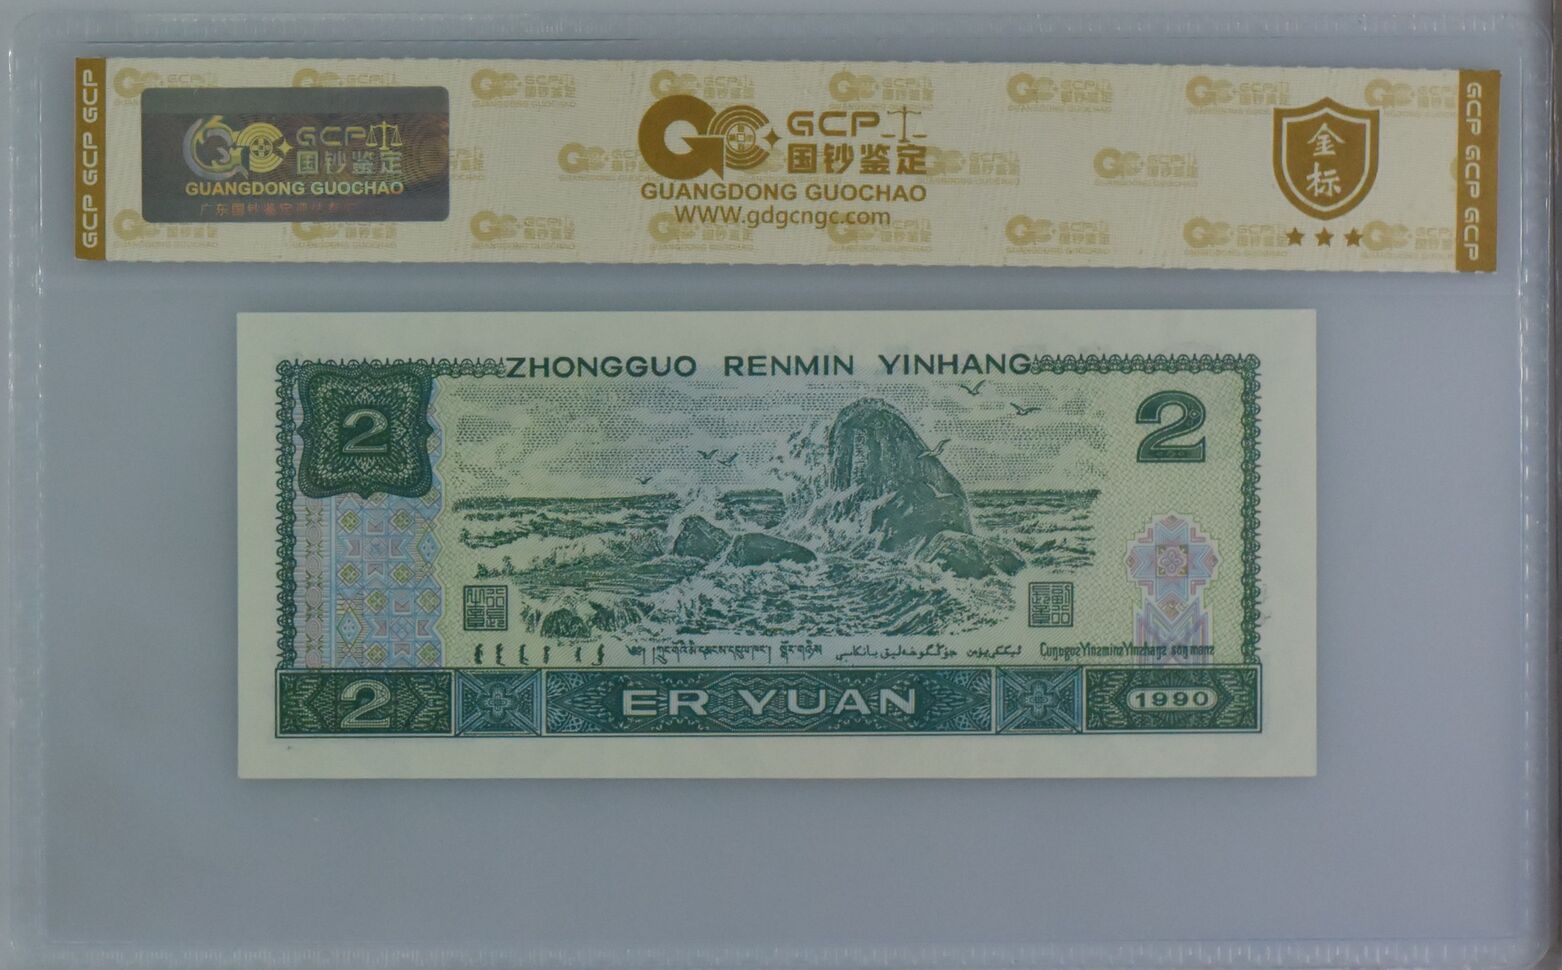 GCP GCP GCP
GCP
国钞鉴定
GUANGDONG GUOCHAO
GCP
国钞鉴定
GUANGDONG GUOCHAO
WWW.gdgcngc.com
金标
GCP GCP GCP
ZHONGGUO RENMIN YINHANG
2
2
2
ER YUAN
1990